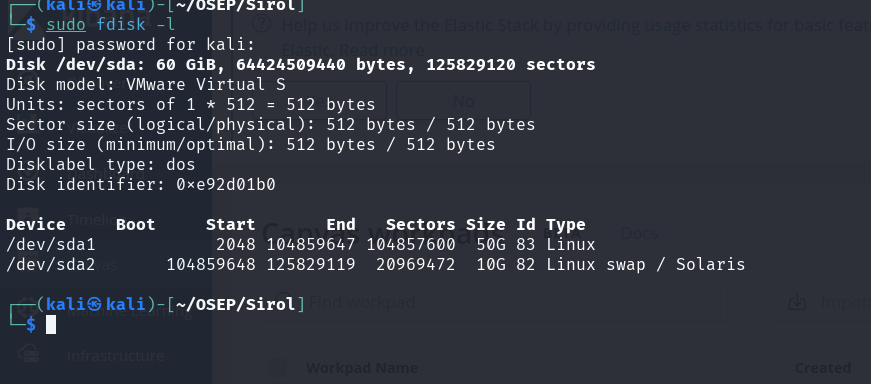 ┌──(kali㉿kali)-[~/OSEP/Sirol]
└─$ sudo fdisk -l
[sudo] password for kali:
Disk /dev/sda: 60 GiB, 64424509440 bytes, 125829120 sectors
Disk model: VMware Virtual S
Units: sectors of 1 * 512 = 512 bytes
Sector size (logical/physical): 512 bytes / 512 bytes
I/O size (minimum/optimal): 512 bytes / 512 bytes
Disklabel type: dos
Disk identifier: 0xe92d01b0
Device Boot Start End Sectors Size Id Type
/dev/sda1 2048 104859647 104857600 50G 83 Linux
/dev/sda2 104859648 125829119 20969472 10G 82 Linux swap / Solaris
┌──(kali㉿kali)-[~/OSEP/Sirol]
└─$
Help us improve the Elastic Stack by providing usage statistics for basic
Elastic. Read more
No
Timeline
Canvas workpads
Docs
Find workpad
Infrastructure
Workpad Name Created